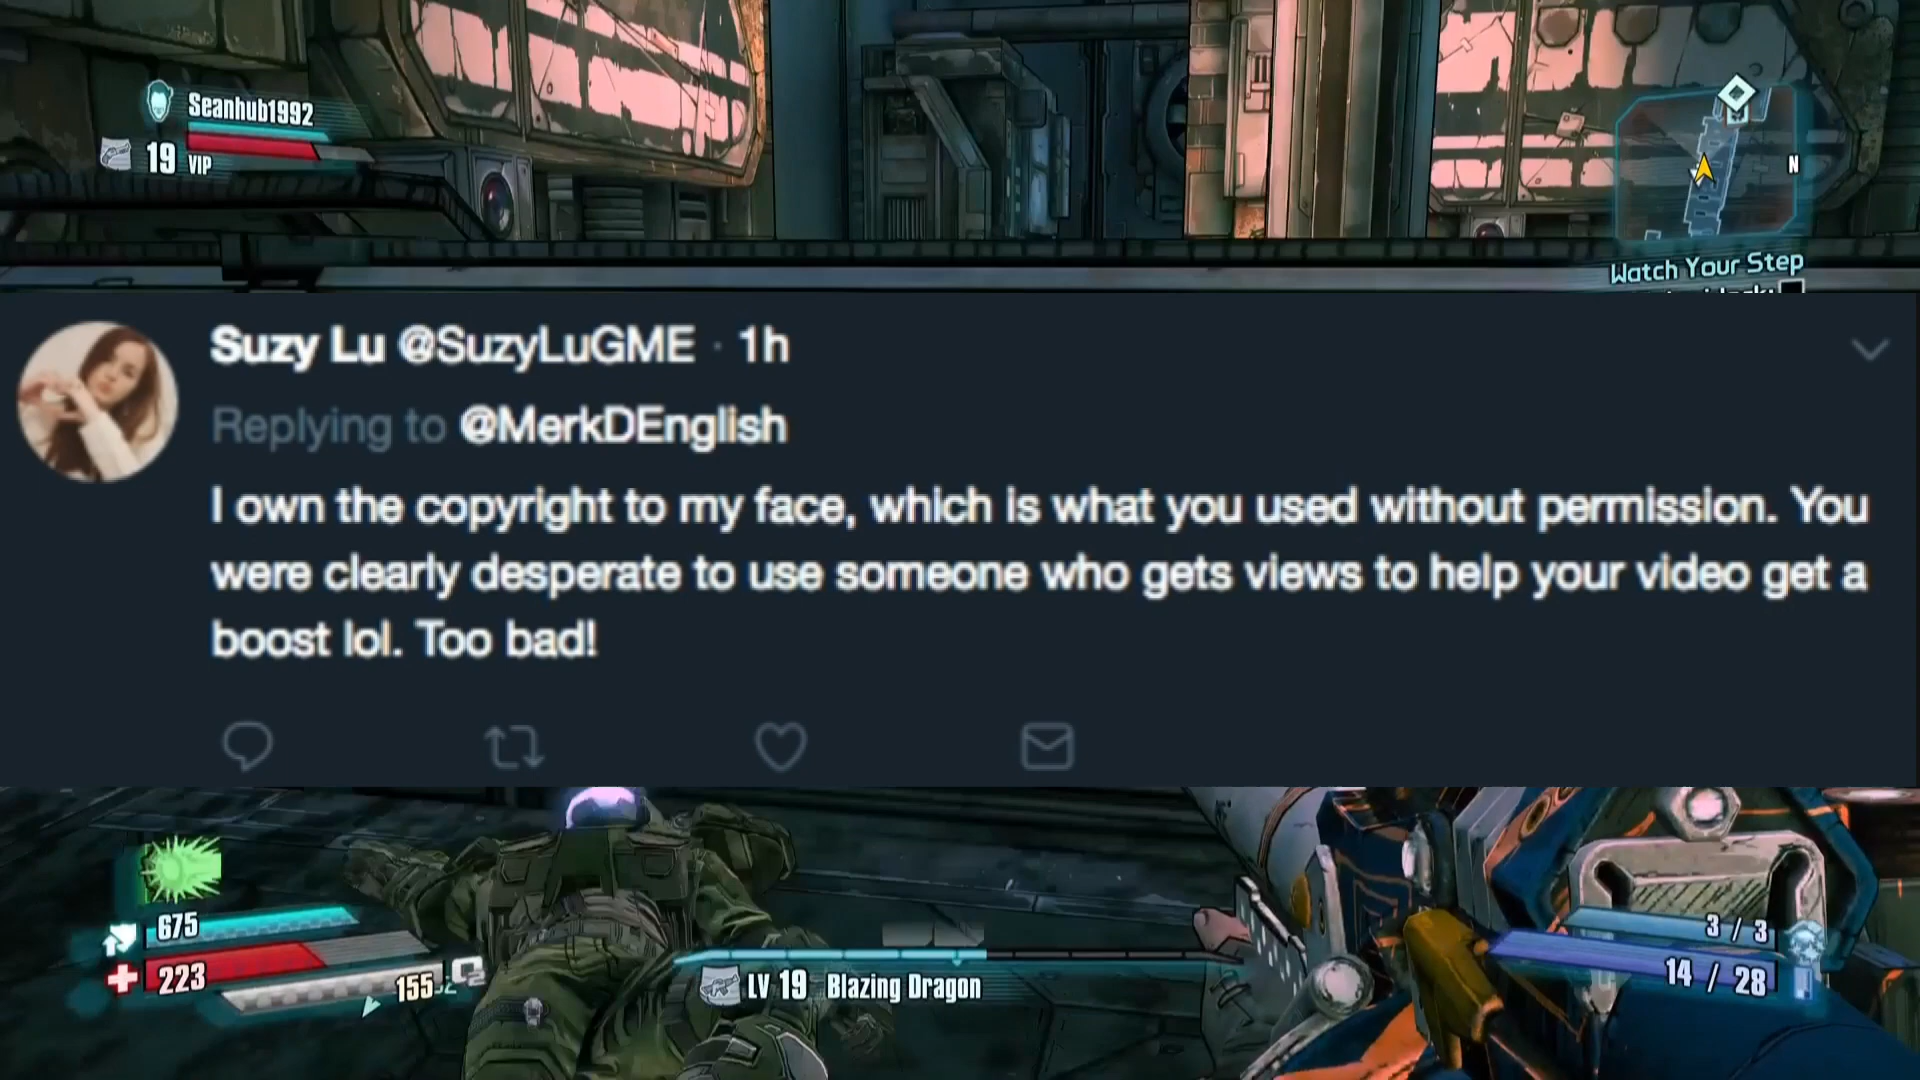 Seanhub1992
19 VIP
N
Watch Your Step
Suzy Lu @SuzyLuGME · 1h
Replying to @MerkDEnglish
I own the copyright to my face, which is what you used without permission. You
were clearly desperate to use someone who gets views to help your video get a
boost lol. Too bad!
675
223
155
LV 19 Blazing Dragon
3 / 3
14 / 28